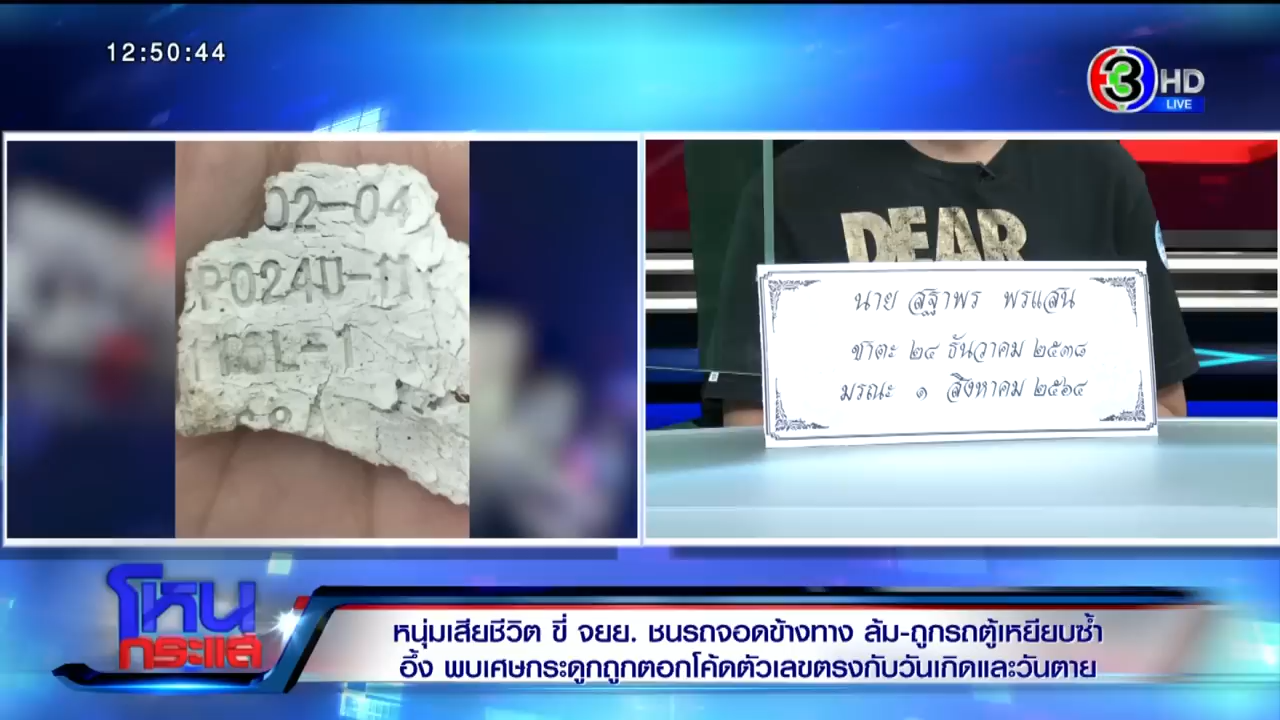 12:50:44
3 HD
LIVE
02-04
DEAR
นาย อัฐาพร พรแสน
ชาตะ ๒๔ ธันวาคม ๒๕๓๘
มรณะ ๑ สิงหาคม ๒๕๖๔
โหน
กระแส
หนุ่มเสียชีวิต ขี่ จยย. ชนรถจอดข้างทาง ล้ม-ถูกรถตู้เหยียบซ้ำ
อึ้ง พบเศษกระดูกถูกตอกโค้ดตัวเลขตรงกับวันเกิดและวันตาย